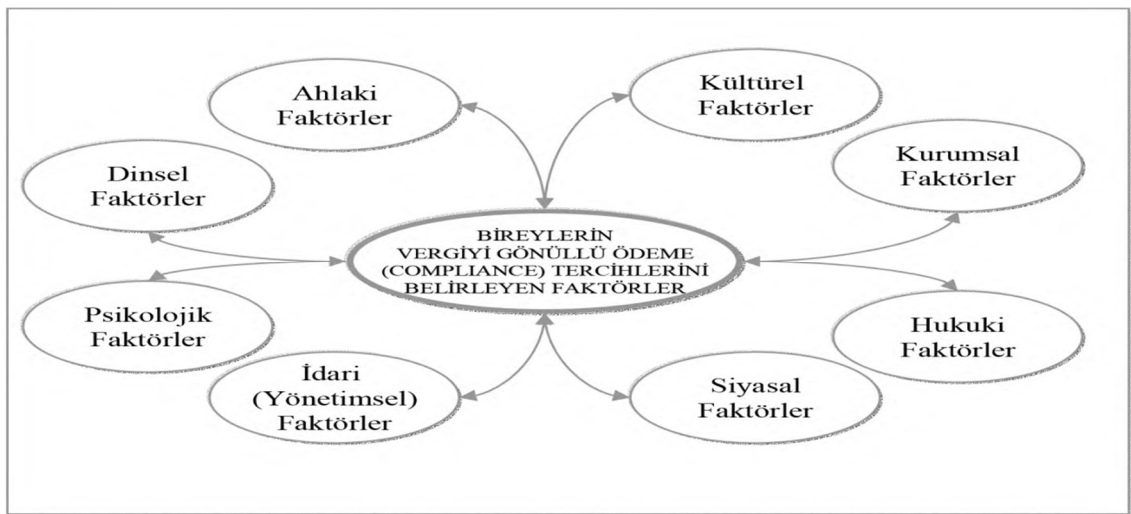 Ahlaki
Faktörler
Kültürel
Faktörler
Dinsel
Faktörler
Kurumsal
Faktörler
BİREYLERİN
VERGİYİ GÖNÜLLÜ ÖDEME
(COMPLIANCE) TERCİHLERİNİ
BELİRLEYEN FAKTÖRLER
Psikolojik
Faktörler
Hukuki
Faktörler
İdari
(Yönetimsel)
Faktörler
Siyasal
Faktörler